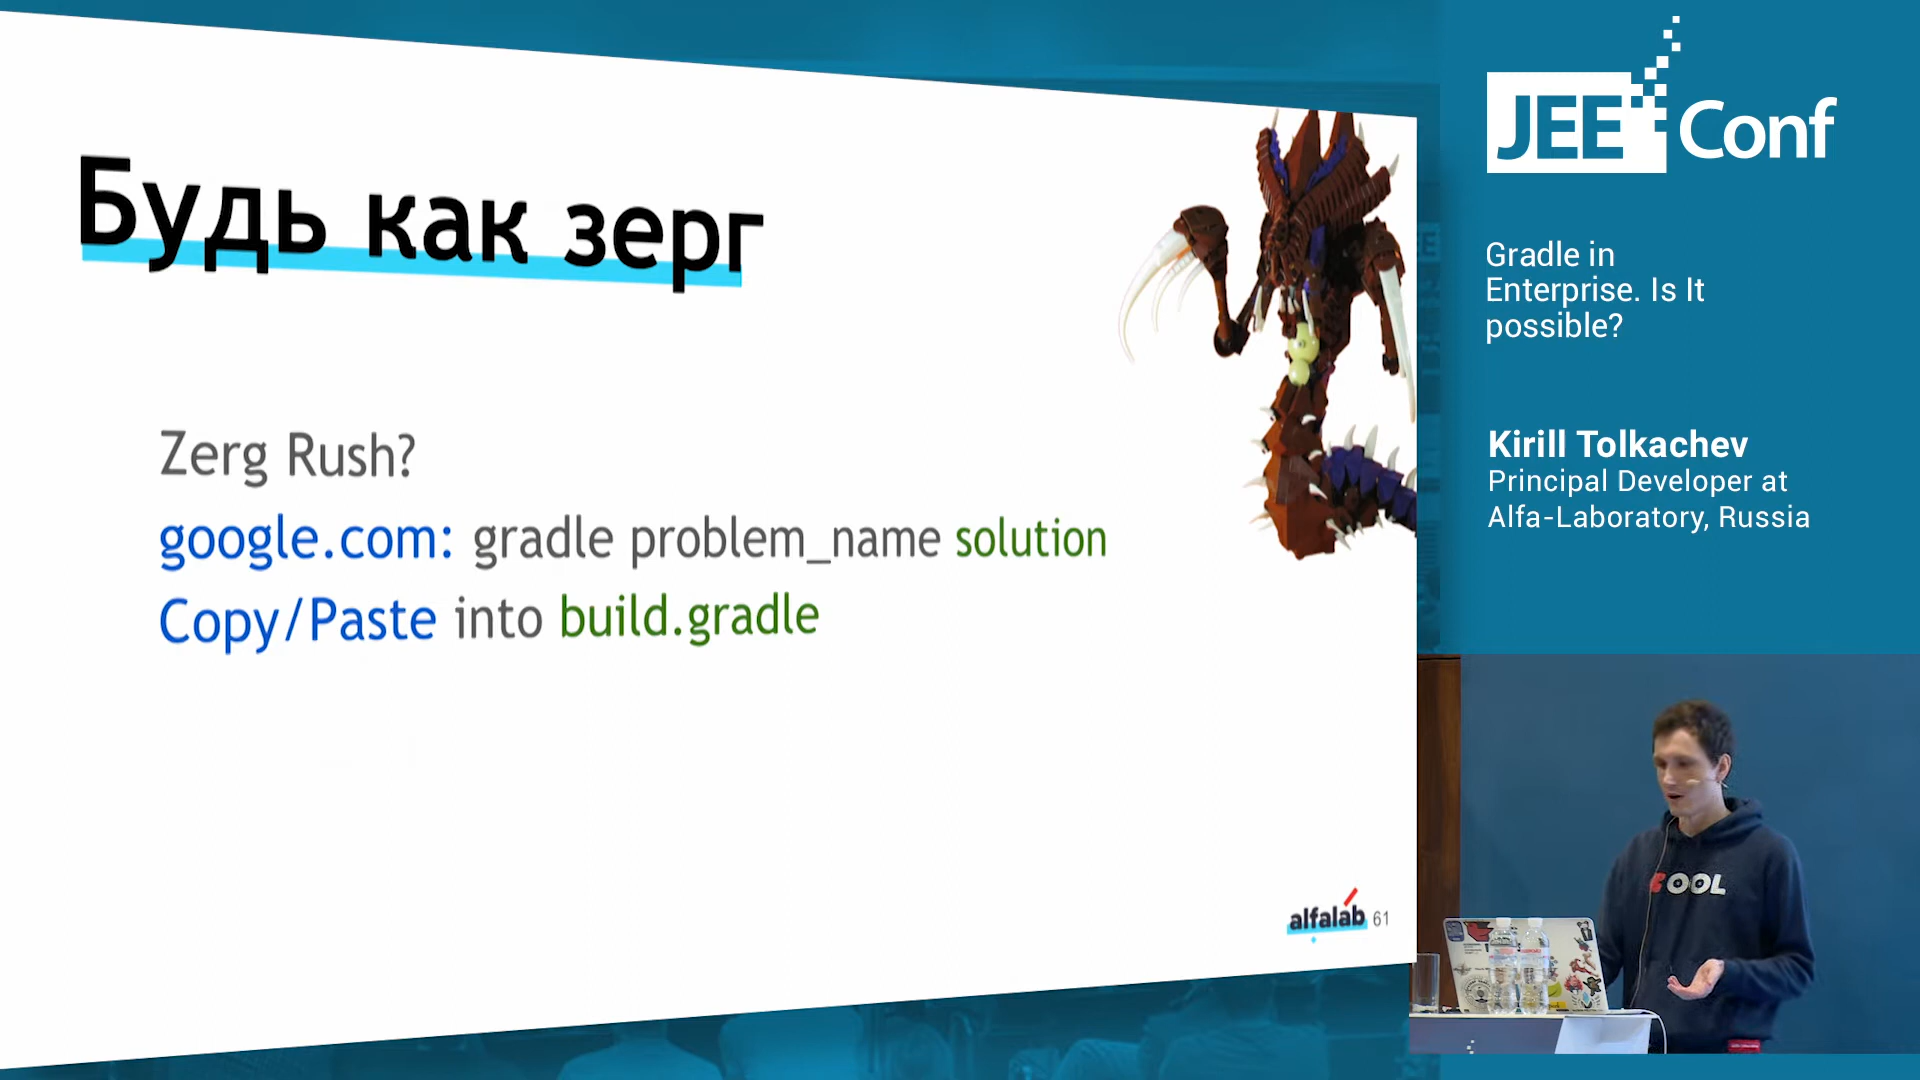 Будь как зерг
Zerg Rush?
google.com: gradle problem_name solution
Copy/Paste into build.gradle
alfalab 61
JEE Conf
Gradle in
Enterprise. Is It
possible?
Kirill Tolkachev
Principal Developer at
Alfa-Laboratory, Russia
COOL